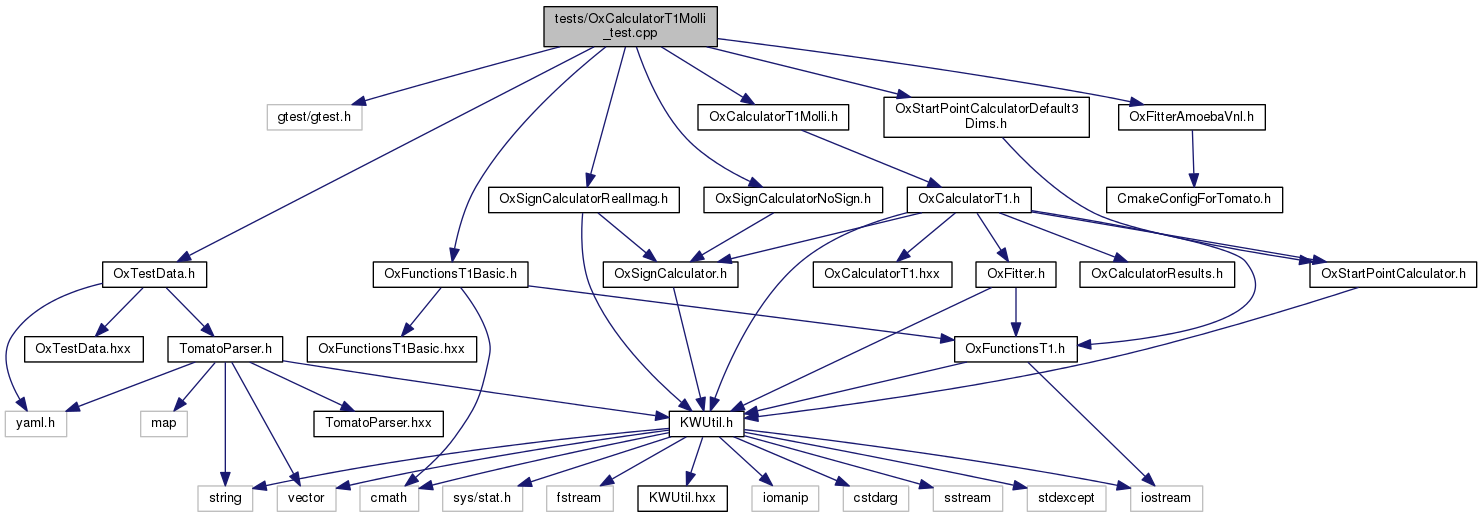 tests/OxCalculatorT1Molli
_test.cpp
gtest/gtest.h
OxCalculatorT1Molli.h
OxStartPointCalculatorDefault3
Dims.h
OxFitterAmoebaVnl.h
OxSignCalculatorRealImag.h
OxSignCalculatorNoSign.h
OxCalculatorT1.h
CmakeConfigForTomato.h
OxTestData.h
OxFunctionsT1Basic.h
OxSignCalculator.h
OxCalculatorT1.hxx
OxFitter.h
OxCalculatorResults.h
OxStartPointCalculator.h
OxTestData.hxx
TomatoParser.h
OxFunctionsT1Basic.hxx
OxFunctionsT1.h
yaml.h
map
TomatoParser.hxx
KWUtil.h
string
vector
cmath
sys/stat.h
fstream
KWUtil.hxx
iomanip
cstdarg
sstream
stdexcept
iostream